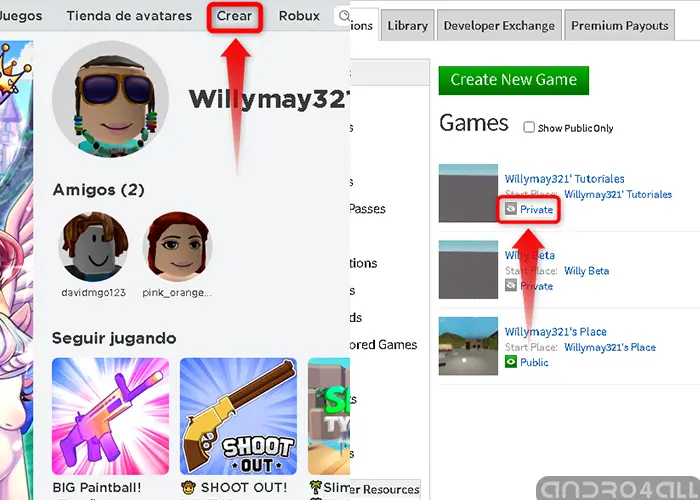 Juegos
Tienda de avatares
Crear
Robux
Willymay321
Amigos (2)
davidmgo123
pink_orange...
Seguir jugando
SHOOT
OUT
BIG Paintball!
SHOOT OUT!
Slim
Library
Developer Exchange
Premium Payouts
Create New Game
Games
Show Public Only
Willymay321' Tutoriales
Start Place: Willymay321' Tutoriales
Private
Passes
Willy Beta
Start Place: Willy Beta
Private
ored Games
Willymay321's Place
Start Place: Willymay321's Place
Public
er Resources
ANDRO4ALL